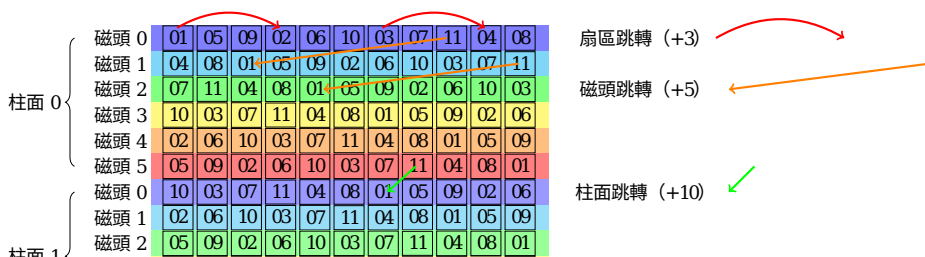 磁頭 0 01 05 09 02 06 10 03 07 11 04 08 扇區跳轉（+3）
磁頭 1 04 08 01 05 09 02 06 10 03 07 11
磁頭 2 07 11 04 08 01 05 09 02 06 10 03 磁頭跳轉（+5）
柱面 0
磁頭 3 10 03 07 11 04 08 01 05 09 02 06
磁頭 4 02 06 10 03 07 11 04 08 01 05 09
磁頭 5 05 09 02 06 10 03 07 11 04 08 01
磁頭 0 10 03 07 11 04 08 01 05 09 02 06 柱面跳轉（+10）
磁頭 1 02 06 10 03 07 11 04 08 01 05 09
磁頭 2 05 09 02 06 10 03 07 11 04 08 01
柱面 1